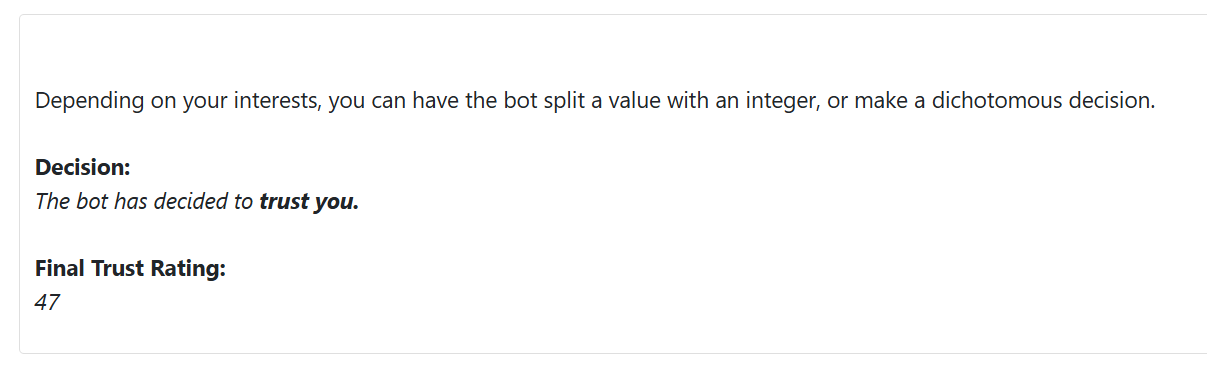 Depending on your interests, you can have the bot split a value with an integer, or make a dichotomous decision.
Decision:
The bot has decided to trust you.
Final Trust Rating:
47